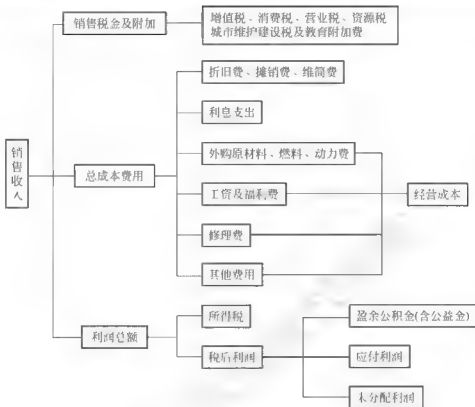 销售税金及附加
增值税、消费税、营业税、资源税
城市维护建设税及教育附加费
折旧费、摊销费、维简费
利息支出
外购原材料、燃料、动力费
销售收入
总成本费用
工资及福利费
经营成本
修理费
其他费用
所得税
盈余公积金(含公益金)
利润总额
税后利润
应付利润
未分配利润